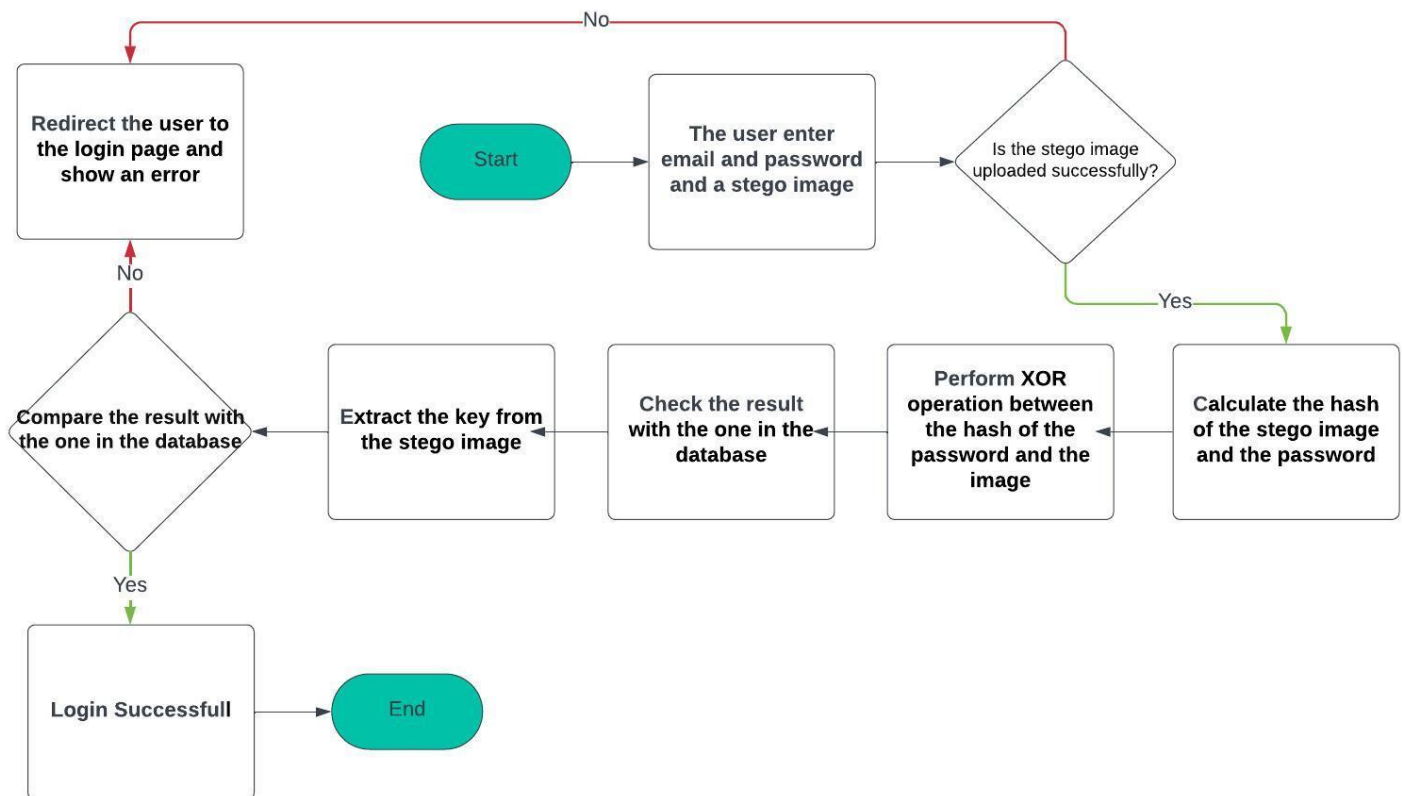 No
Start
The user enter
email and password
and a stego image
Is the stego image
uploaded successfully?
Redirect the user to
the login page and
show an error
No
Yes
Calculate the hash
of the stego image
and the password
Perform XOR
operation between
the hash of the
password and the
image
Check the result
with the one in the
database
Extract the key from
the stego image
Compare the result with
the one in the database
Yes
Login Successfull
End